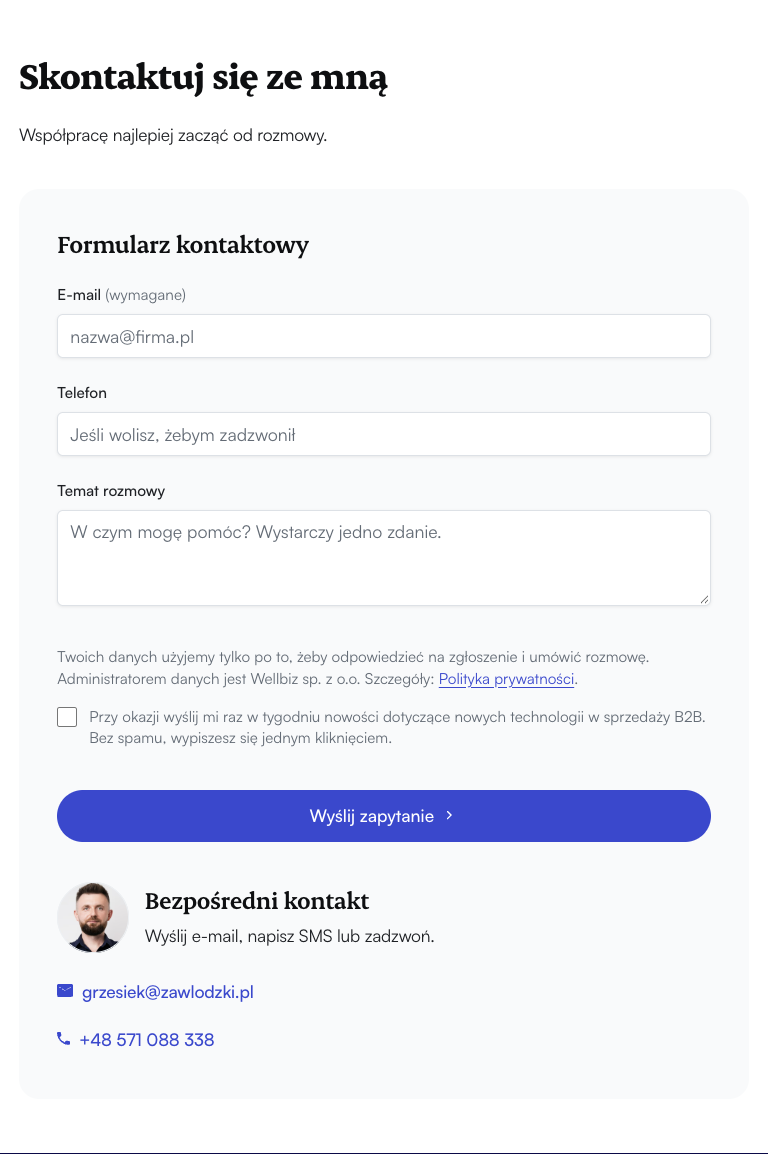 Skontaktuj się ze mną
Współpracę najlepiej zacząć od rozmowy.
Formularz kontaktowy
E-mail (wymagane)
nazwa@firma.pl
Telefon
Jeśli wolisz, żebym zadzwonił
Temat rozmowy
W czym mogę pomóc? Wystarczy jedno zdanie.
Twoich danych użyjemy tylko po to, żeby odpowiedzieć na zgłoszenie i umówić rozmowę.
Administratorem danych jest Wellbiz sp. z o.o. Szczegóły: Polityka prywatności.
Przy okazji wyślij mi raz w tygodniu nowości dotyczące nowych technologii w sprzedaży B2B.
Bez spamu, wypiszesz się jednym kliknięciem.
Wyślij zapytanie
Bezpośredni kontakt
Wyślij e-mail, napisz SMS lub zadzwoń.
grzesiek@zawlodzki.pl
+48 571 088 338